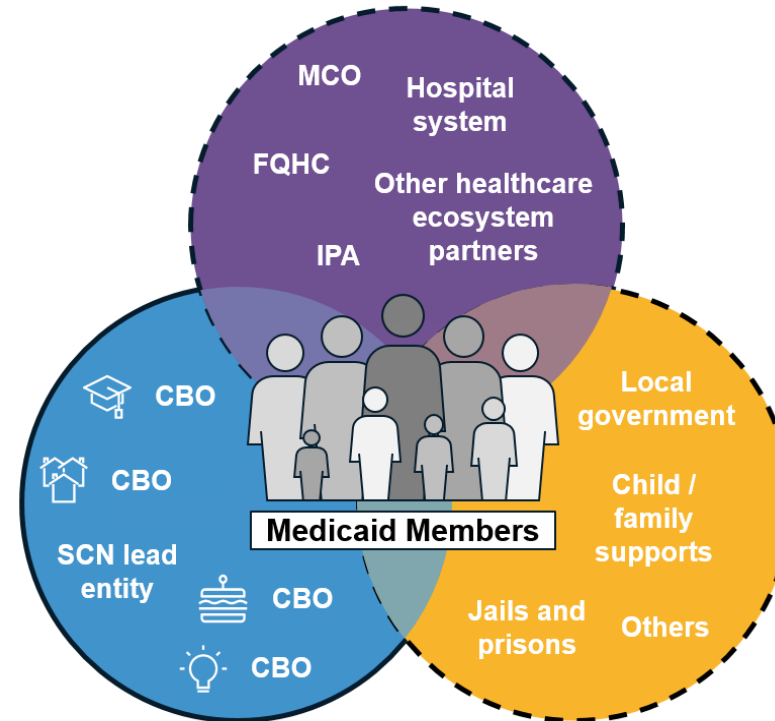 MCO
Hospital
system
FQHC
Other healthcare
ecosystem
partners
IPA
CBO
CBO
SCN lead
entity
CBO
CBO
Medicaid Members
Local
government
Child /
family
supports
Jails and
prisons
Others